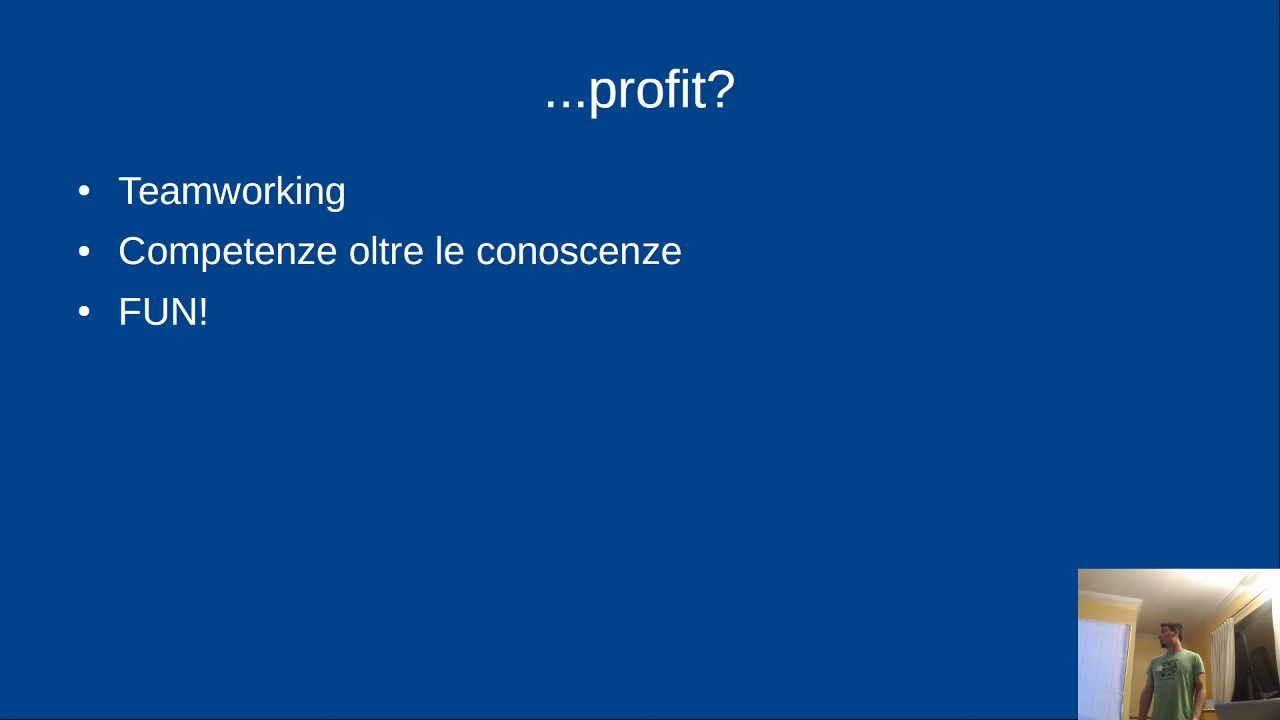 ...profit?
• Teamworking
• Competenze oltre le conoscenze
• FUN!